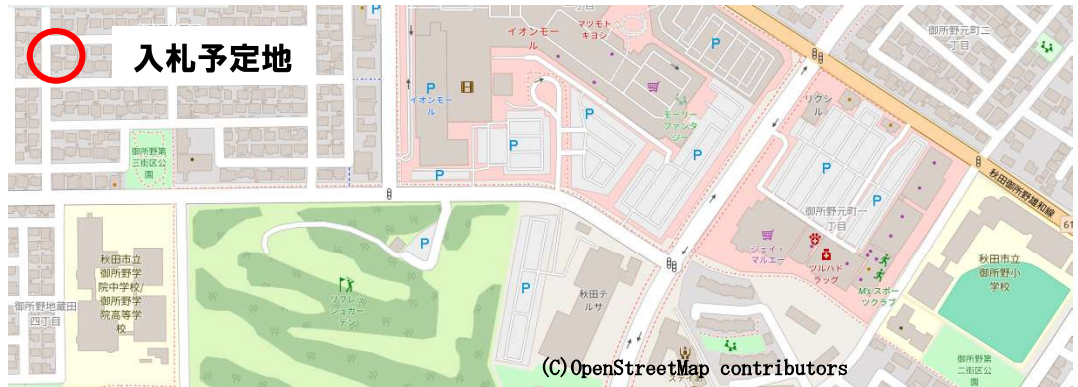 入札予定地
P
イオンモー
ル
マツモト
キヨシ
P
御所野元町二
丁目
P
イオンモー
ル
モーリー
ファンタ
ジー
リクシ
ル
P
P
P
P
P
御所野第
三街区公
園
P
秋田御所野雄和線
61
御所野元町一
丁目
ジェイ・
マルエー
ツルハド
ラッグ
M's スポー
ツクラブ
秋田市立
御所野学
院中学校/
御所野学
院高等学
校
御所野地蔵田
四丁目
P
リフレッ
シュガー
デン
P
秋田テ
ルサ
秋田市立
御所野小
学校
御所野第
二街区公
園
(C)OpenStreetMap contributors